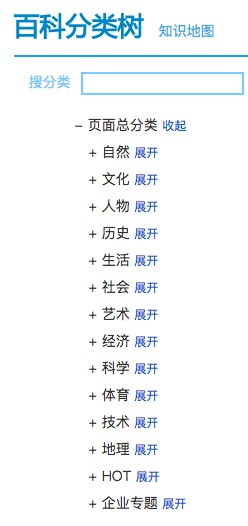 百科分类树 知识地图
搜分类
− 页面总分类 收起
+ 自然 展开
+ 文化 展开
+ 人物 展开
+ 历史 展开
+ 生活 展开
+ 社会 展开
+ 艺术 展开
+ 经济 展开
+ 科学 展开
+ 体育 展开
+ 技术 展开
+ 地理 展开
+ HOT 展开
+ 企业专题 展开